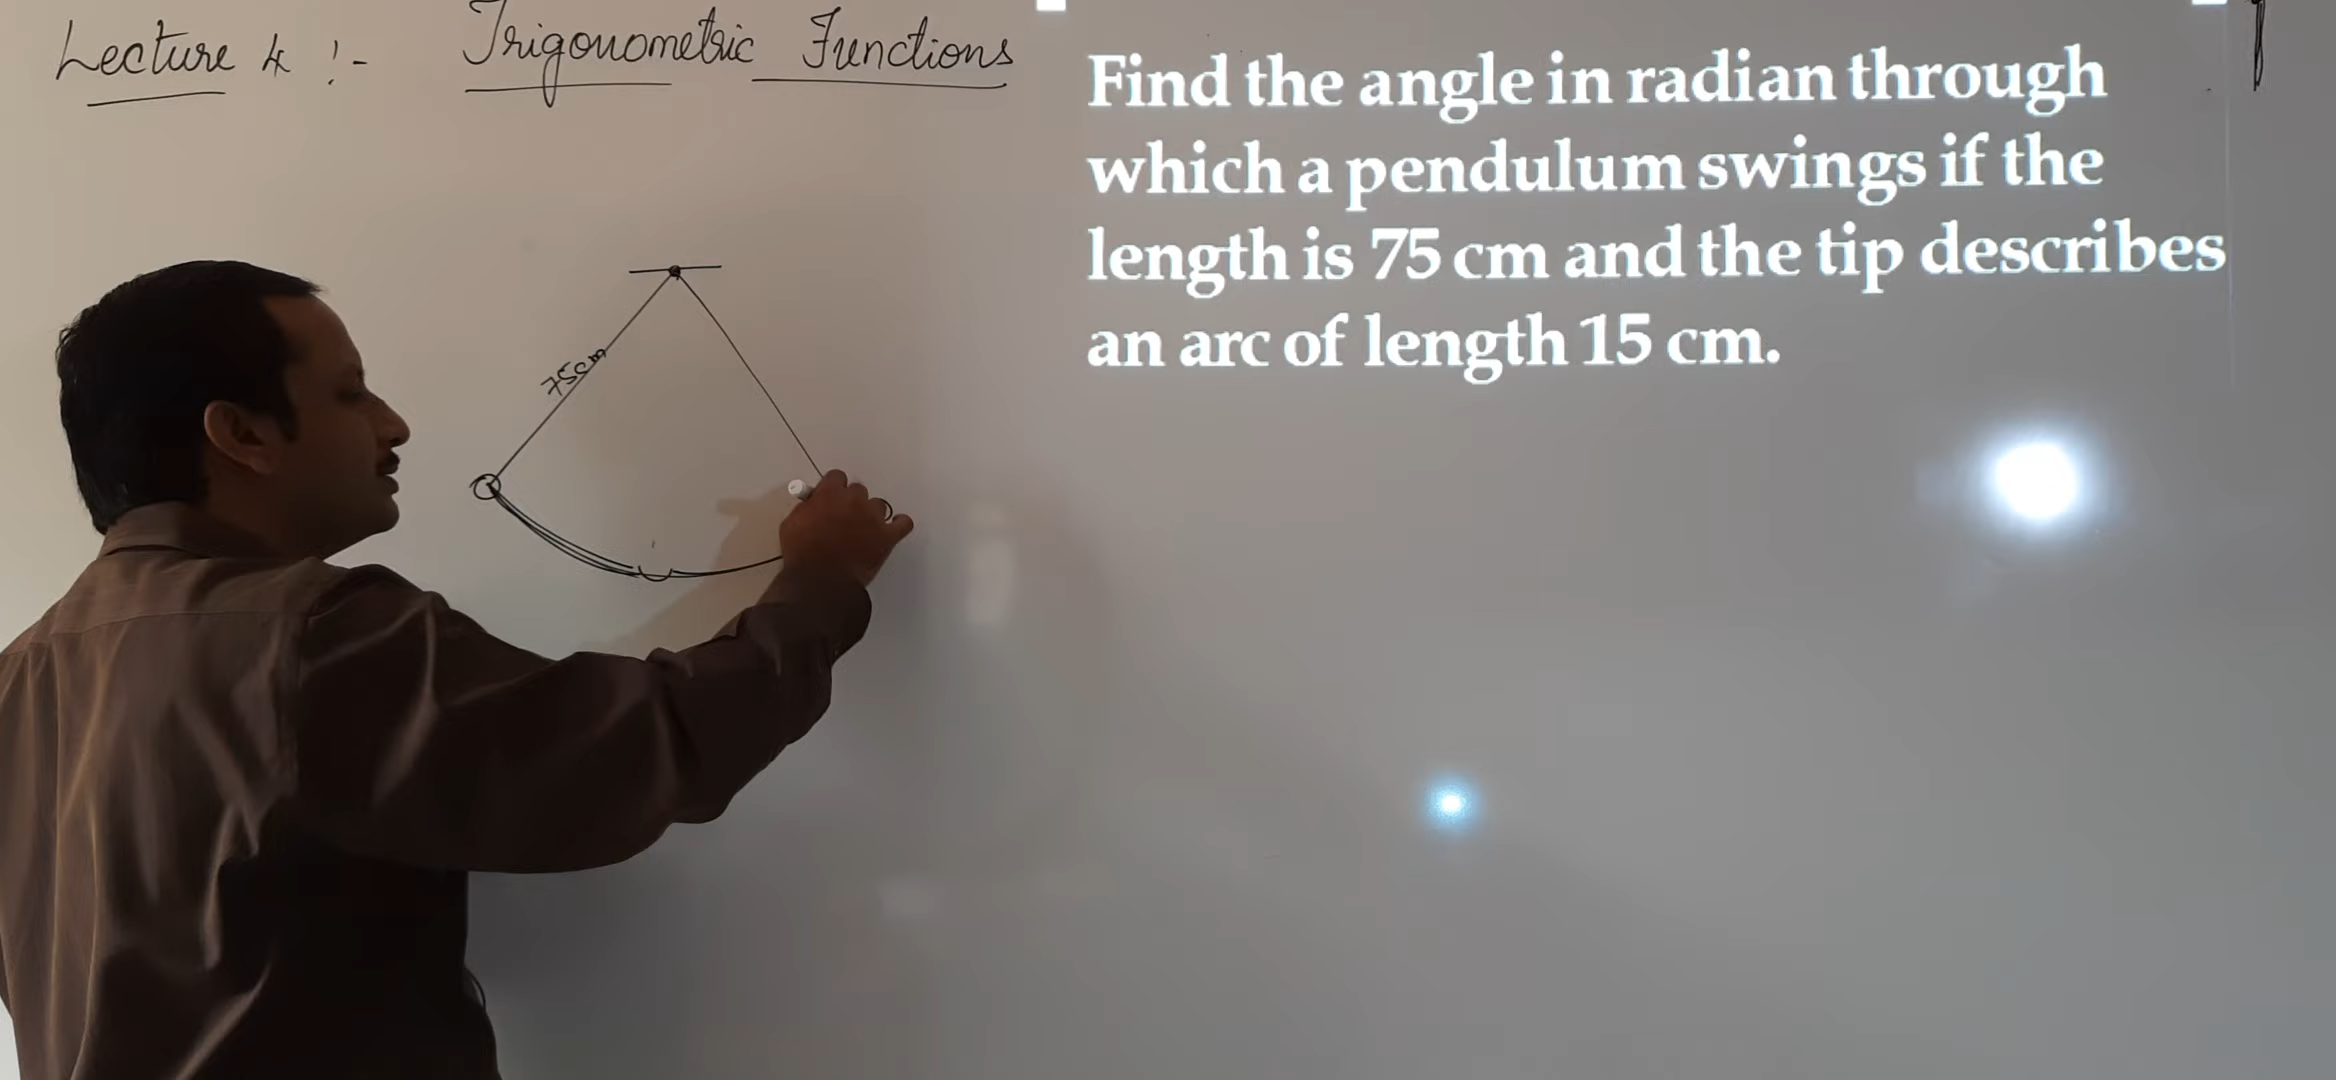 Lecture 4 :- Trigonometric Functions
Find the angle in radian through
which a pendulum swings if the
length is 75 cm and the tip describes
an arc of length 15 cm.
75cm